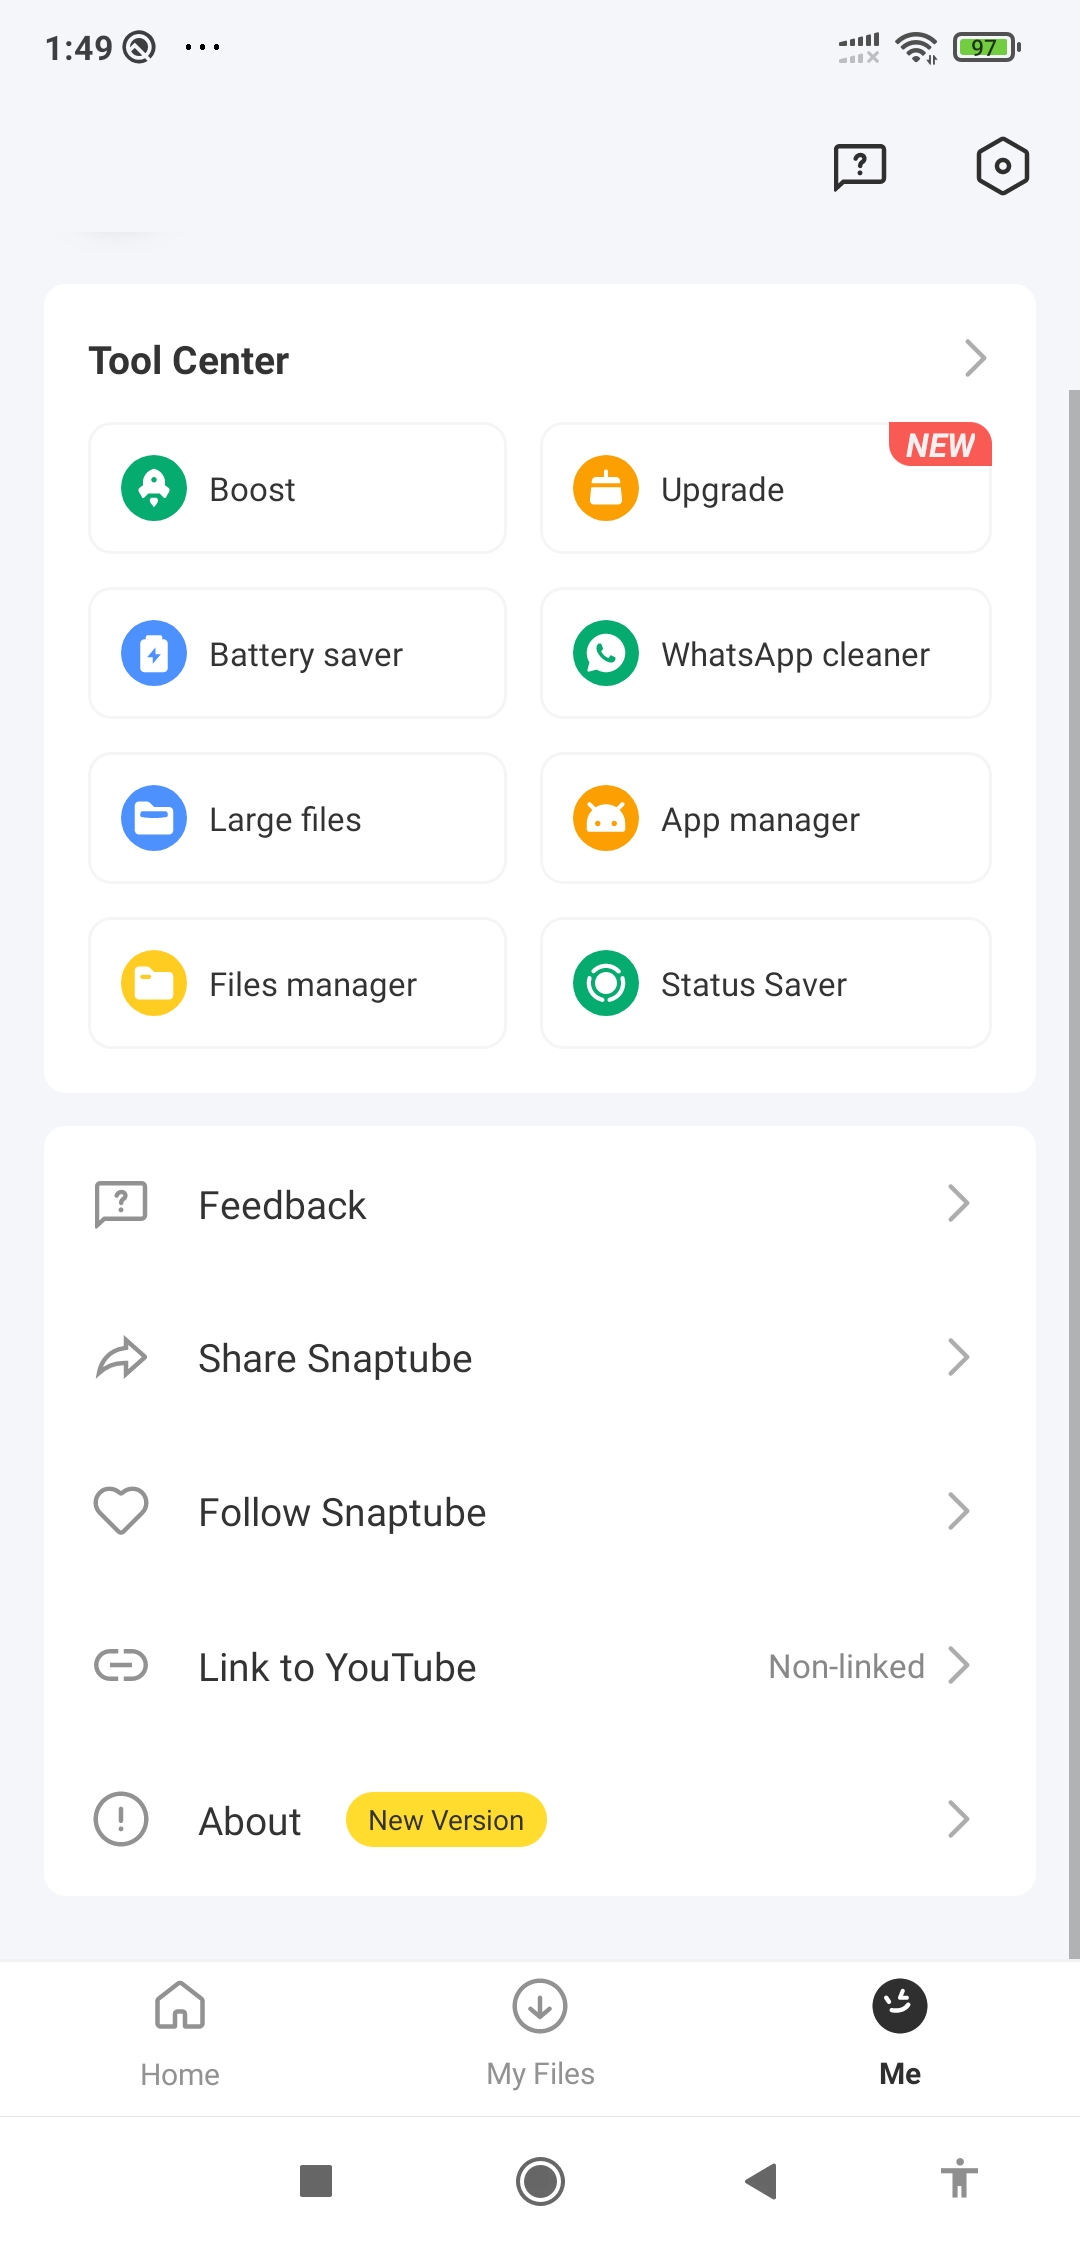 1:49 ...
97
Tool Center
Boost
Upgrade
NEW
Battery saver
WhatsApp cleaner
Large files
App manager
Files manager
Status Saver
Feedback
Share Snaptube
Follow Snaptube
Link to YouTube Non-linked
About New Version
Home
My Files
Me